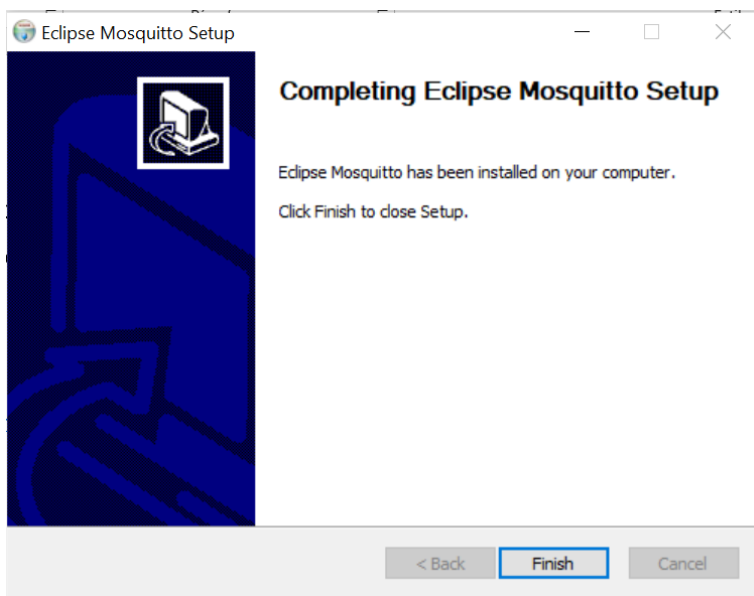 Eclipse Mosquitto Setup
Completing Eclipse Mosquitto Setup
Eclipse Mosquitto has been installed on your computer.
Click Finish to close Setup.
< Back
Finish
Cancel